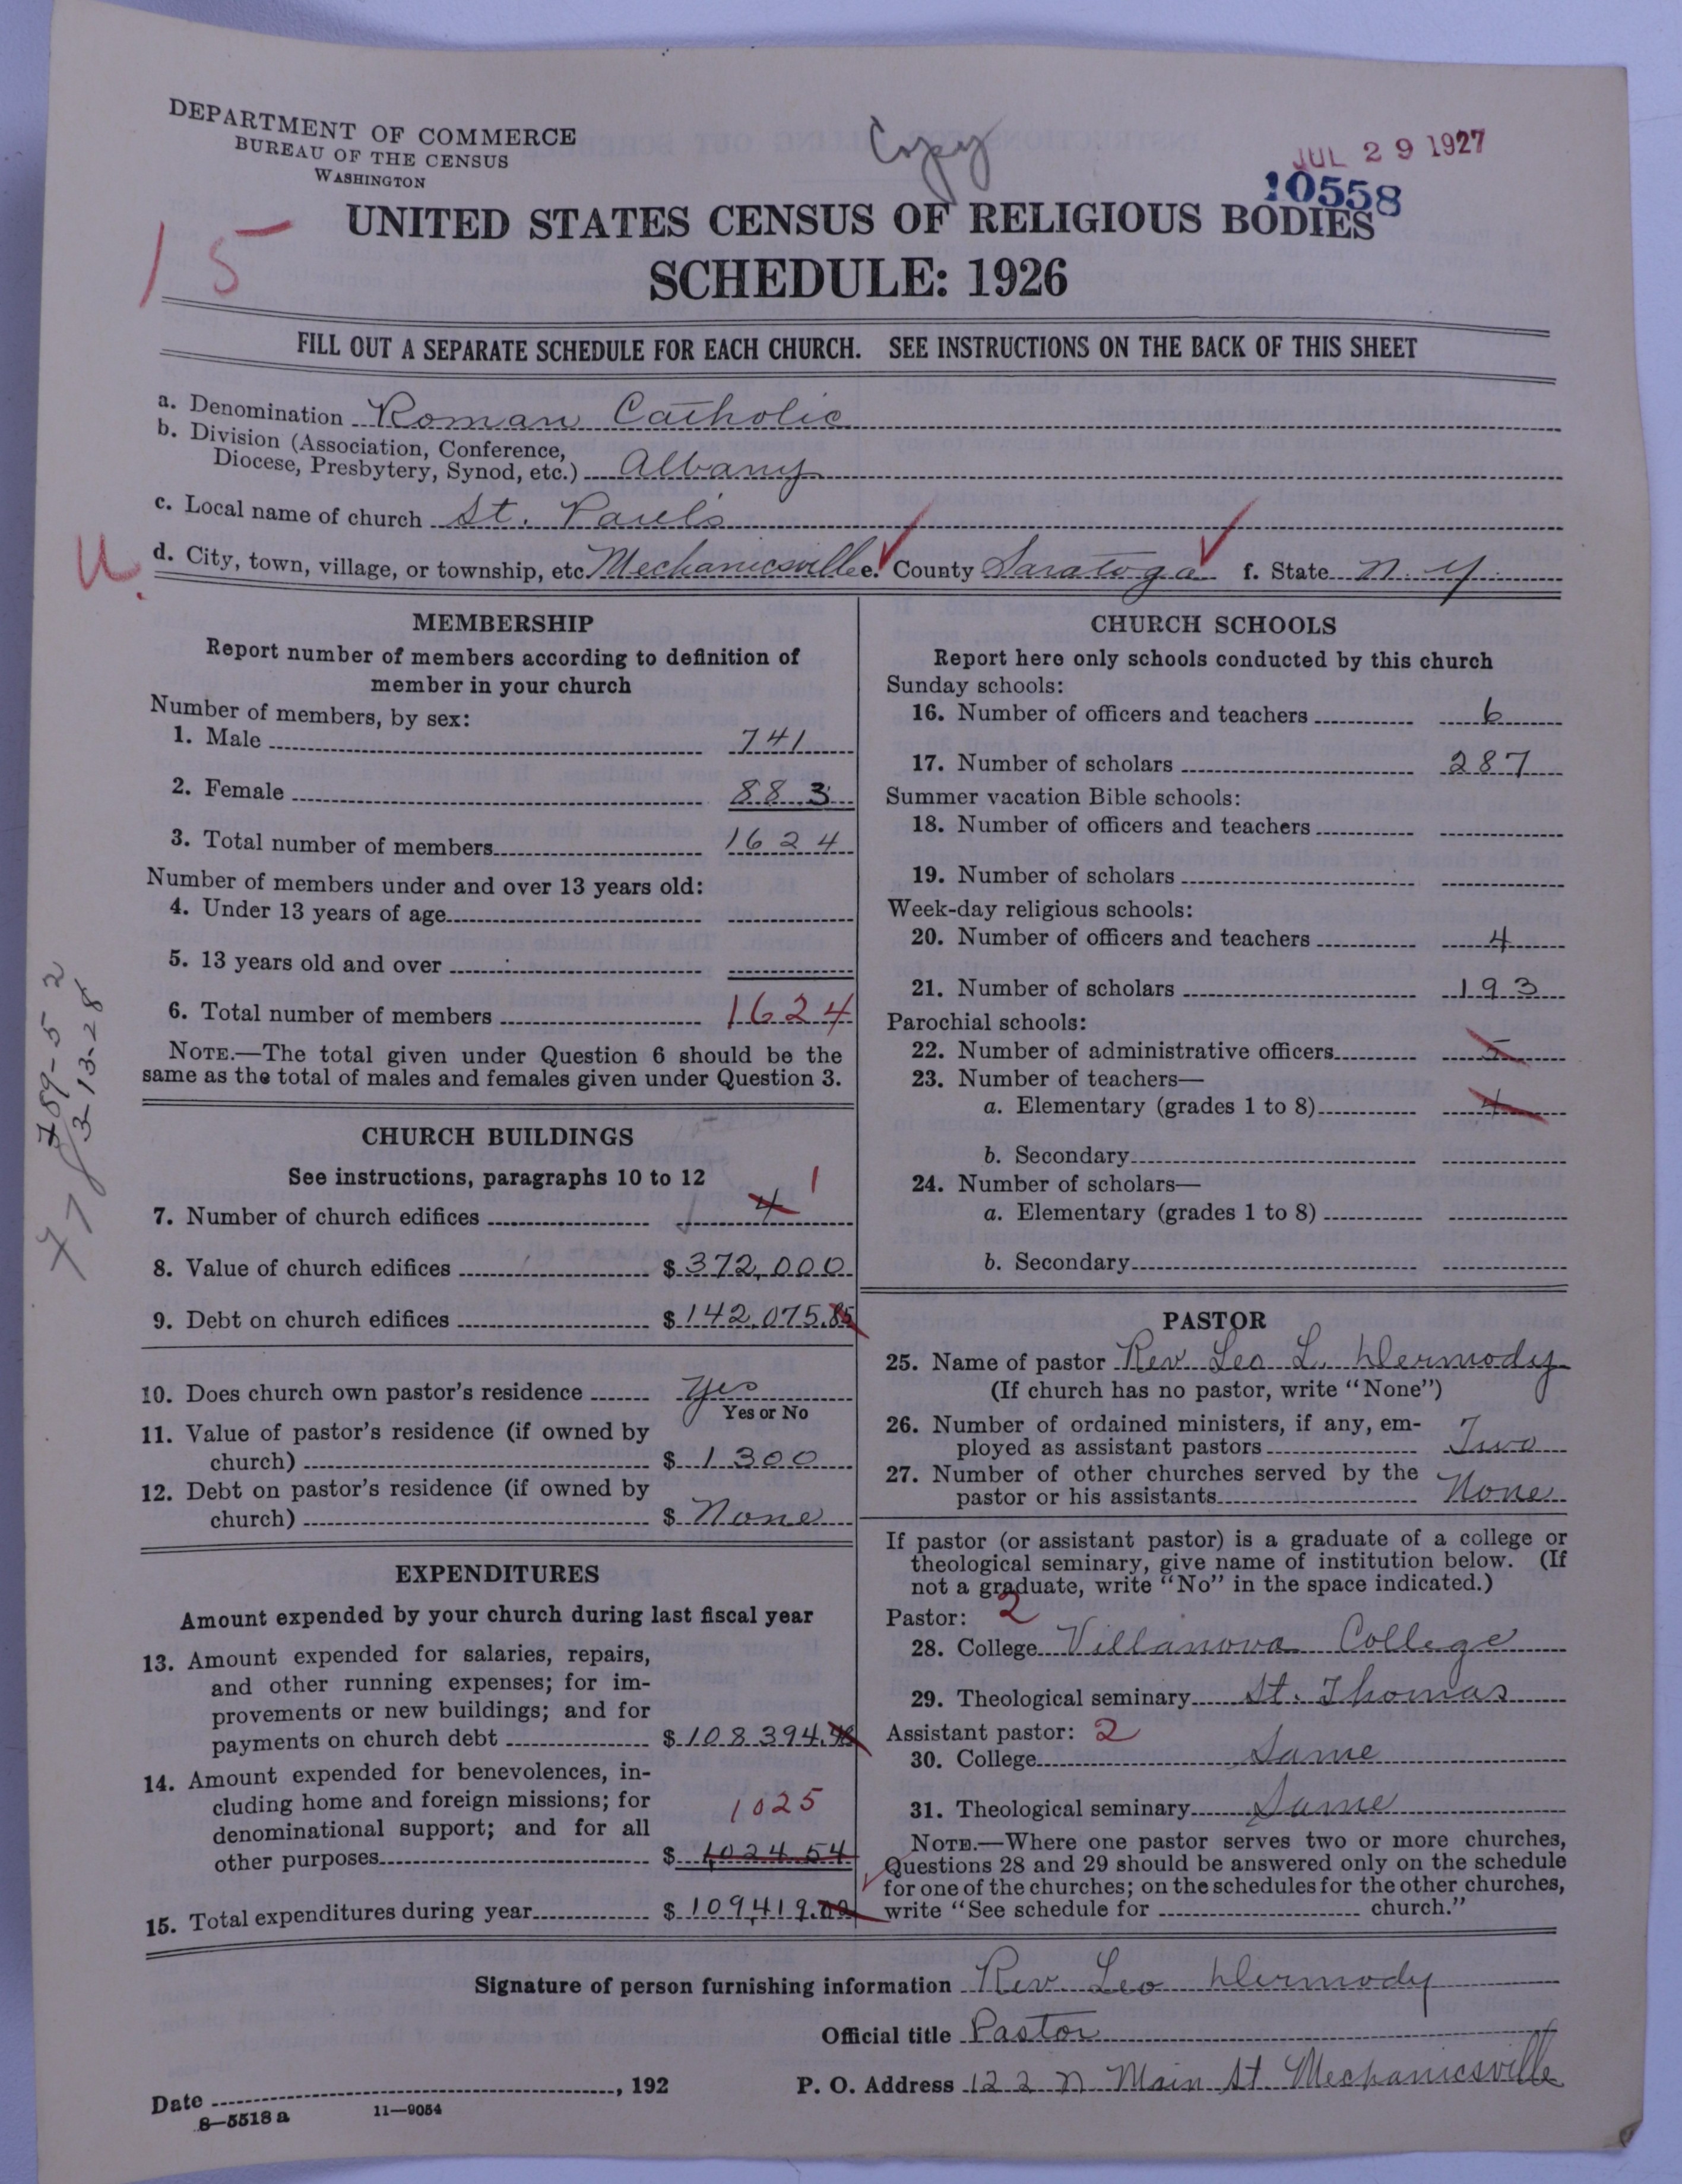 DEPARTMENT OF COMMERCE
BUREAU OF THE CENSUS
WASHINGTON
Copy
JUL 29 1927
10558
15
UNITED STATES CENSUS OF RELIGIOUS BODIES
SCHEDULE: 1926
FILL OUT A SEPARATE SCHEDULE FOR EACH CHURCH. SEE INSTRUCTIONS ON THE BACK OF THIS SHEET
a. Denomination Roman Catholic
b. Division (Association, Conference,
Diocese, Presbytery, Synod, etc.) Albany
c. Local name of church St. Paul's
U.
d. City, town, village, or township, etc. Mechanicsville e. County Saratoga f. State N.Y.
MEMBERSHIP
Report number of members according to definition of
member in your church
Number of members, by sex:
1. Male 741
2. Female 883
3. Total number of members 1624
Number of members under and over 13 years old:
4. Under 13 years of age
5. 13 years old and over
6. Total number of members 1624
NOTE.—The total given under Question 6 should be the
same as the total of males and females given under Question 3.
789-52
3-13-28
CHURCH BUILDINGS
See instructions, paragraphs 10 to 12
7. Number of church edifices 4 1
8. Value of church edifices $ 372,000
9. Debt on church edifices $ 142,075.85
10. Does church own pastor's residence yes
Yes or No
11. Value of pastor's residence (if owned by
church) $ 1300
12. Debt on pastor's residence (if owned by
church) $ None
EXPENDITURES
Amount expended by your church during last fiscal year
13. Amount expended for salaries, repairs,
and other running expenses; for im-
provements or new buildings; and for
payments on church debt $ 108394.
14. Amount expended for benevolences, in-
cluding home and foreign missions; for
denominational support; and for all
1025
other purposes $ 1024 54
15. Total expenditures during year $ 109,419.
CHURCH SCHOOLS
Report here only schools conducted by this church
Sunday schools:
16. Number of officers and teachers 6
17. Number of scholars 287
Summer vacation Bible schools:
18. Number of officers and teachers
19. Number of scholars
Week-day religious schools:
20. Number of officers and teachers 4
21. Number of scholars 193
Parochial schools:
22. Number of administrative officers 5
23. Number of teachers—
a. Elementary (grades 1 to 8) 4
b. Secondary
24. Number of scholars—
a. Elementary (grades 1 to 8)
b. Secondary
PASTOR
25. Name of pastor Rev Leo L. Dermody
(If church has no pastor, write "None")
26. Number of ordained ministers, if any, em-
ployed as assistant pastors Two
27. Number of other churches served by the
pastor or his assistants None
If pastor (or assistant pastor) is a graduate of a college or
theological seminary, give name of institution below. (If
not a graduate, write "No" in the space indicated.)
Pastor: 2
28. College Villanova College
29. Theological seminary St. Thomas
Assistant pastor: 2
30. College Same
31. Theological seminary Same
NOTE.—Where one pastor serves two or more churches,
Questions 28 and 29 should be answered only on the schedule
for one of the churches; on the schedules for the other churches,
write "See schedule for church."
Signature of person furnishing information Rev. Leo Dermody
Official title Pastor
Date , 192
P. O. Address 122 N Main St. Mechanicsville
8—5518 a 11—9054